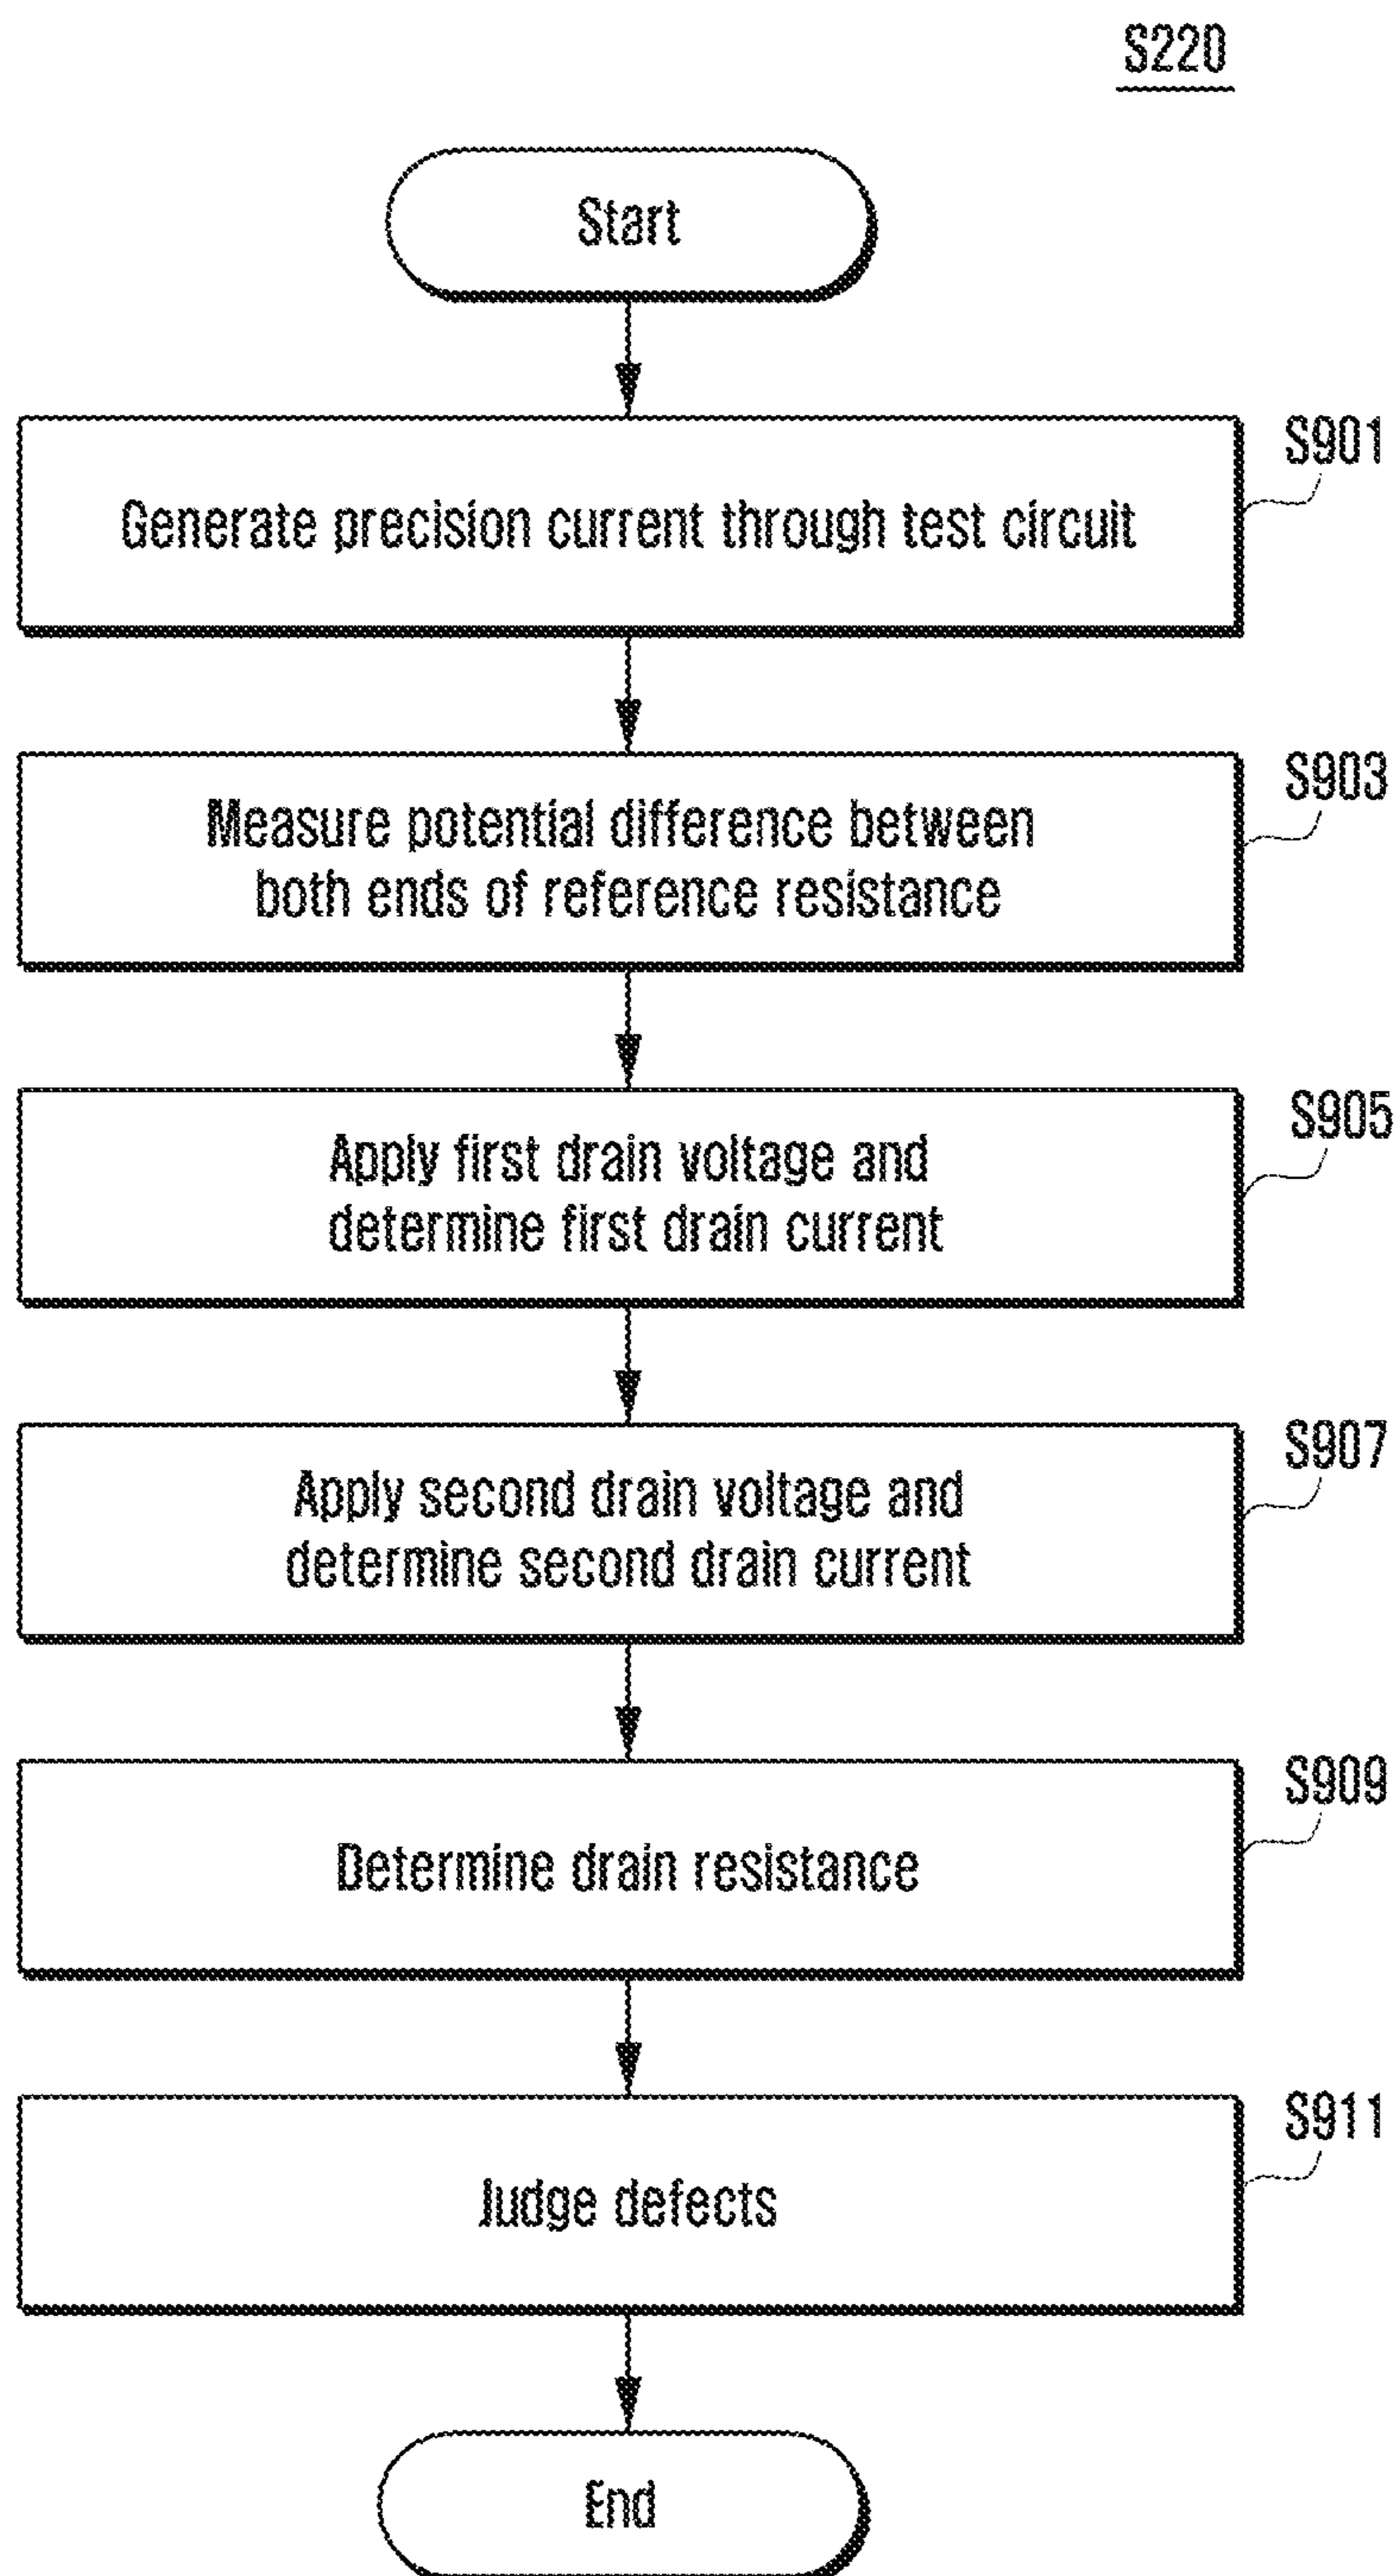 S220
Start
S901
Generate precision current through test circuit
S903
Measure potential difference between
both ends of reference resistance
S905
Apply first drain voltage and
determine first drain current
S907
Apply second drain voltage and
determine second drain current
S909
Determine drain resistance
S911
Judge defects
End